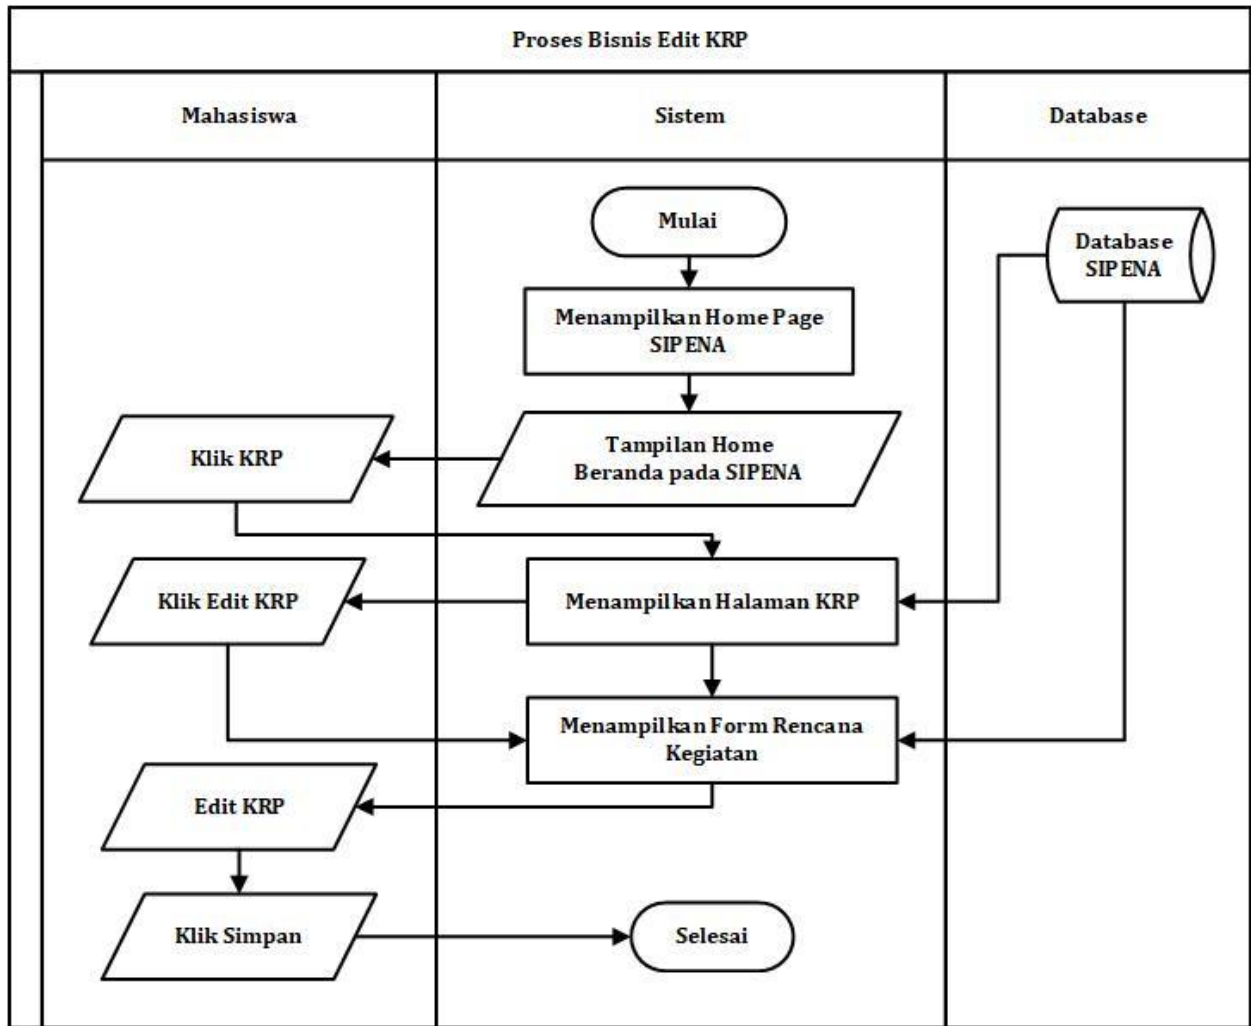 Proses Bisnis Edit KRP
Mahasiswa
Sistem
Database
Mulai
Database
SIPENA
Menampilkan Home Page
SIPENA
Tampilan Home
Beranda pada SIPENA
Klik KRP
Menampilkan Halaman KRP
Klik Edit KRP
Menampilkan Form Rencana
Kegiatan
Edit KRP
Klik Simpan
Selesai